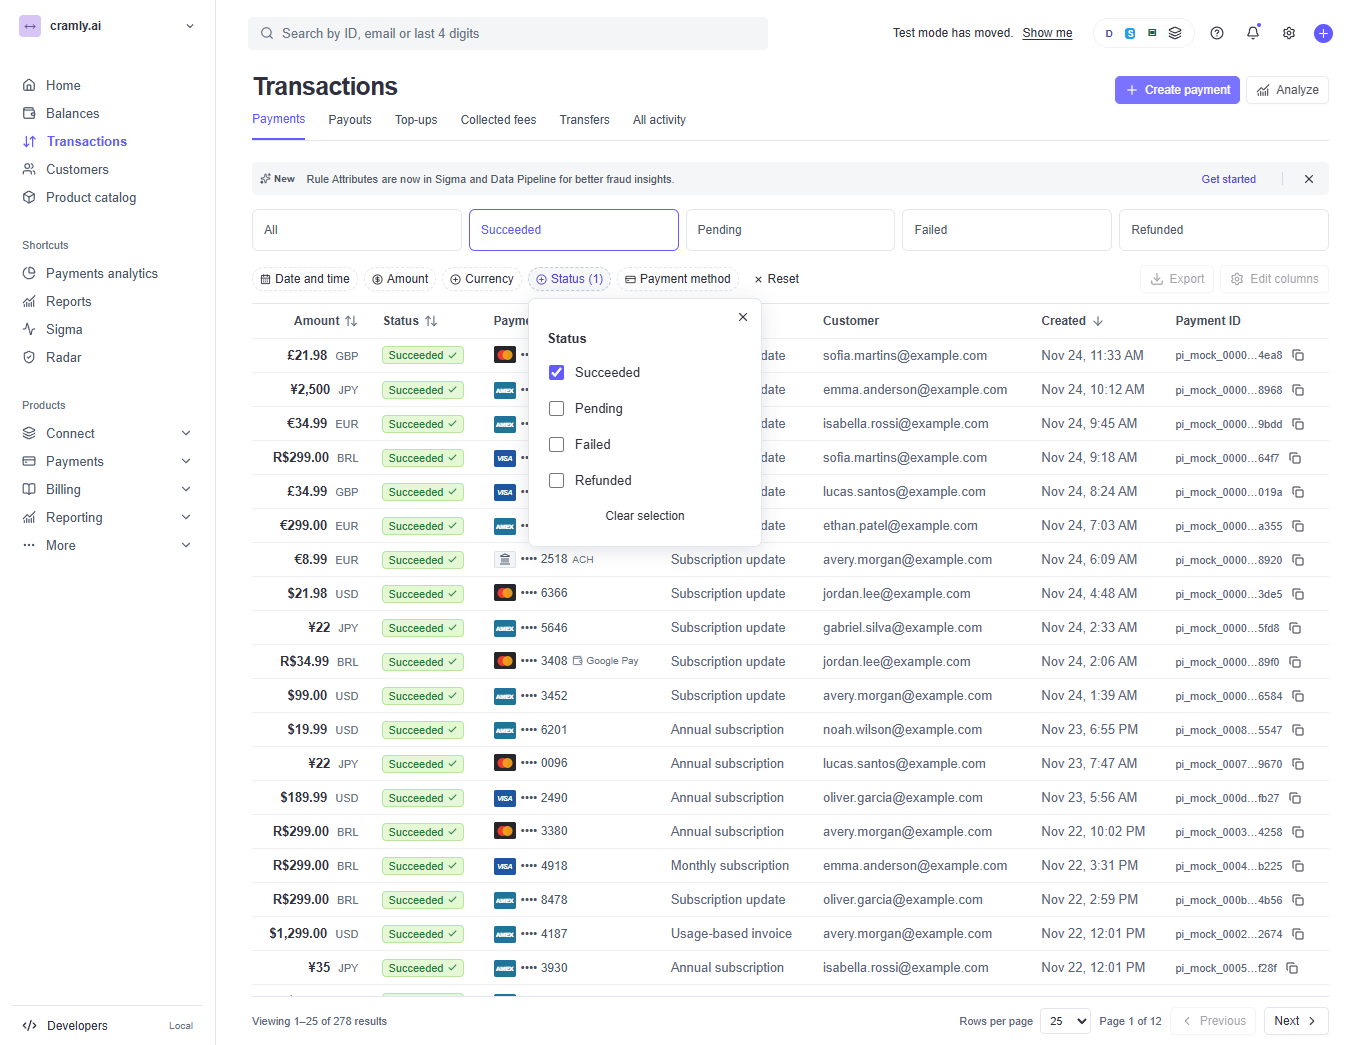 cramly.ai
Search by ID, email or last 4 digits
Test mode has moved. Show me
D S
Home
Balances
Transactions
Customers
Product catalog
Shortcuts
Payments analytics
Reports
Sigma
Radar
Products
Connect
Payments
Billing
Reporting
More
Developers Local
Transactions
Create payment Analyze
Payments Payouts Top-ups Collected fees Transfers All activity
New Rule Attributes are now in Sigma and Data Pipeline for better fraud insights. Get started
All Succeeded Pending Failed Refunded
Date and time Amount Currency Status (1) Payment method Reset Export Edit columns
Amount Status Payme Customer Created Payment ID
£21.98 GBP Succeeded •• date sofia.martins@example.com Nov 24, 11:33 AM pi_mock_0000…4ea8
¥2,500 JPY Succeeded AMEX •• date emma.anderson@example.com Nov 24, 10:12 AM pi_mock_0000…8968
€34.99 EUR Succeeded AMEX •• date isabella.rossi@example.com Nov 24, 9:45 AM pi_mock_0000…9bdd
R$299.00 BRL Succeeded VISA •• date sofia.martins@example.com Nov 24, 9:18 AM pi_mock_0000…64f7
£34.99 GBP Succeeded VISA •• date lucas.santos@example.com Nov 24, 8:24 AM pi_mock_0000…019a
€299.00 EUR Succeeded AMEX •• date ethan.patel@example.com Nov 24, 7:03 AM pi_mock_0000…a355
€8.99 EUR Succeeded •••• 2518 ACH Subscription update avery.morgan@example.com Nov 24, 6:09 AM pi_mock_0000…8920
$21.98 USD Succeeded •••• 6366 Subscription update jordan.lee@example.com Nov 24, 4:48 AM pi_mock_0000…3de5
¥22 JPY Succeeded AMEX •••• 5646 Subscription update gabriel.silva@example.com Nov 24, 2:33 AM pi_mock_0000…5fd8
R$34.99 BRL Succeeded •••• 3408 Google Pay Subscription update jordan.lee@example.com Nov 24, 2:06 AM pi_mock_0000…89f0
$99.00 USD Succeeded AMEX •••• 3452 Subscription update avery.morgan@example.com Nov 24, 1:39 AM pi_mock_0000…6584
$19.99 USD Succeeded AMEX •••• 6201 Annual subscription noah.wilson@example.com Nov 23, 6:55 PM pi_mock_0008…5547
¥22 JPY Succeeded •••• 0096 Annual subscription lucas.santos@example.com Nov 23, 7:47 AM pi_mock_0007…9670
$189.99 USD Succeeded VISA •••• 2490 Annual subscription oliver.garcia@example.com Nov 23, 5:56 AM pi_mock_000d…fb27
R$299.00 BRL Succeeded •••• 3380 Annual subscription avery.morgan@example.com Nov 22, 10:02 PM pi_mock_0003…4258
R$299.00 BRL Succeeded VISA •••• 4918 Monthly subscription emma.anderson@example.com Nov 22, 3:31 PM pi_mock_0004…b225
R$299.00 BRL Succeeded AMEX •••• 8478 Subscription update oliver.garcia@example.com Nov 22, 2:59 PM pi_mock_000b…4b56
$1,299.00 USD Succeeded AMEX •••• 4187 Usage-based invoice avery.morgan@example.com Nov 22, 12:01 PM pi_mock_0002…2674
¥35 JPY Succeeded AMEX •••• 3930 Annual subscription isabella.rossi@example.com Nov 22, 12:01 PM pi_mock_0005…f28f
Status
Succeeded
Pending
Failed
Refunded
Clear selection
Viewing 1–25 of 278 results Rows per page 25 Page 1 of 12 Previous Next